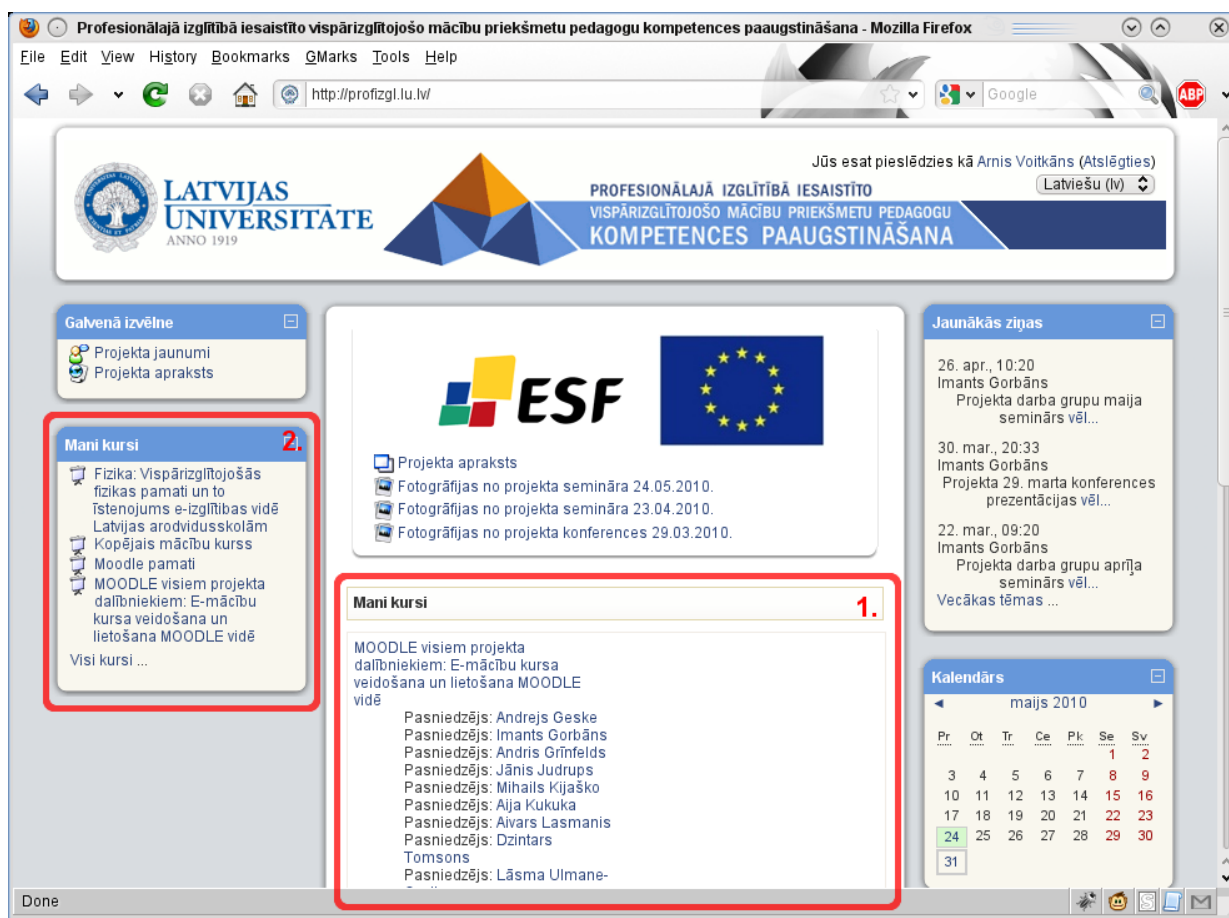 Profesionālajā izglītībā iesaistīto vispārizglītojošo mācību priekšmetu pedagogu kompetences paaugstināšana - Mozilla Firefox
File Edit View History Bookmarks GMarks Tools Help
http://profizgl.lu.lv/
Google
ABP
LATVIJAS
UNIVERSITĀTE
ANNO 1919
PROFESIONĀLAJĀ IZGLĪTĪBĀ IESAISTĪTO
VISPĀRIZGLĪTOJOŠO MĀCĪBU PRIEKŠMETU PEDAGOGU
KOMPETENCES PAAUGSTINĀŠANA
Jūs esat pieslēdzies kā Arnis Voitkāns (Atslēgties)
Latviešu (lv)
Galvenā izvēlne
Projekta jaunumi
Projekta apraksts
Mani kursi
2.
Fizika: Vispārizglītojošās
fizikas pamati un to
īstenojums e-izglītības vidē
Latvijas arodvidusskolām
Kopējais mācību kurss
Moodle pamati
MOODLE visiem projekta
dalībniekiem: E-mācību
kursa veidošana un
lietošana MOODLE vidē
Visi kursi ...
ESF
Projekta apraksts
Fotogrāfijas no projekta semināra 24.05.2010.
Fotogrāfijas no projekta semināra 23.04.2010.
Fotogrāfijas no projekta konferences 29.03.2010.
Mani kursi
1.
MOODLE visiem projekta
dalībniekiem: E-mācību kursa
veidošana un lietošana MOODLE
vidē
Pasniedzējs: Andrejs Geske
Pasniedzējs: Imants Gorbāns
Pasniedzējs: Andris Grīnfelds
Pasniedzējs: Jānis Judrups
Pasniedzējs: Mihails Kijaško
Pasniedzējs: Aija Kukuka
Pasniedzējs: Aivars Lasmanis
Pasniedzējs: Dzintars
Tomsons
Pasniedzējs: Lāsma Ulmane-
Jaunākās ziņas
26. apr., 10:20
Imants Gorbāns
Projekta darba grupu maija
seminārs vēl...
30. mar., 20:33
Imants Gorbāns
Projekta 29. marta konferences
prezentācijas vēl...
22. mar., 09:20
Imants Gorbāns
Projekta darba grupu aprīļa
seminārs vēl...
Vecākas tēmas ...
Kalendārs
maijs 2010
Pr Ot Tr Ce Pk Se Sv
1 2
3 4 5 6 7 8 9
10 11 12 13 14 15 16
17 18 19 20 21 22 23
24 25 26 27 28 29 30
31
Done